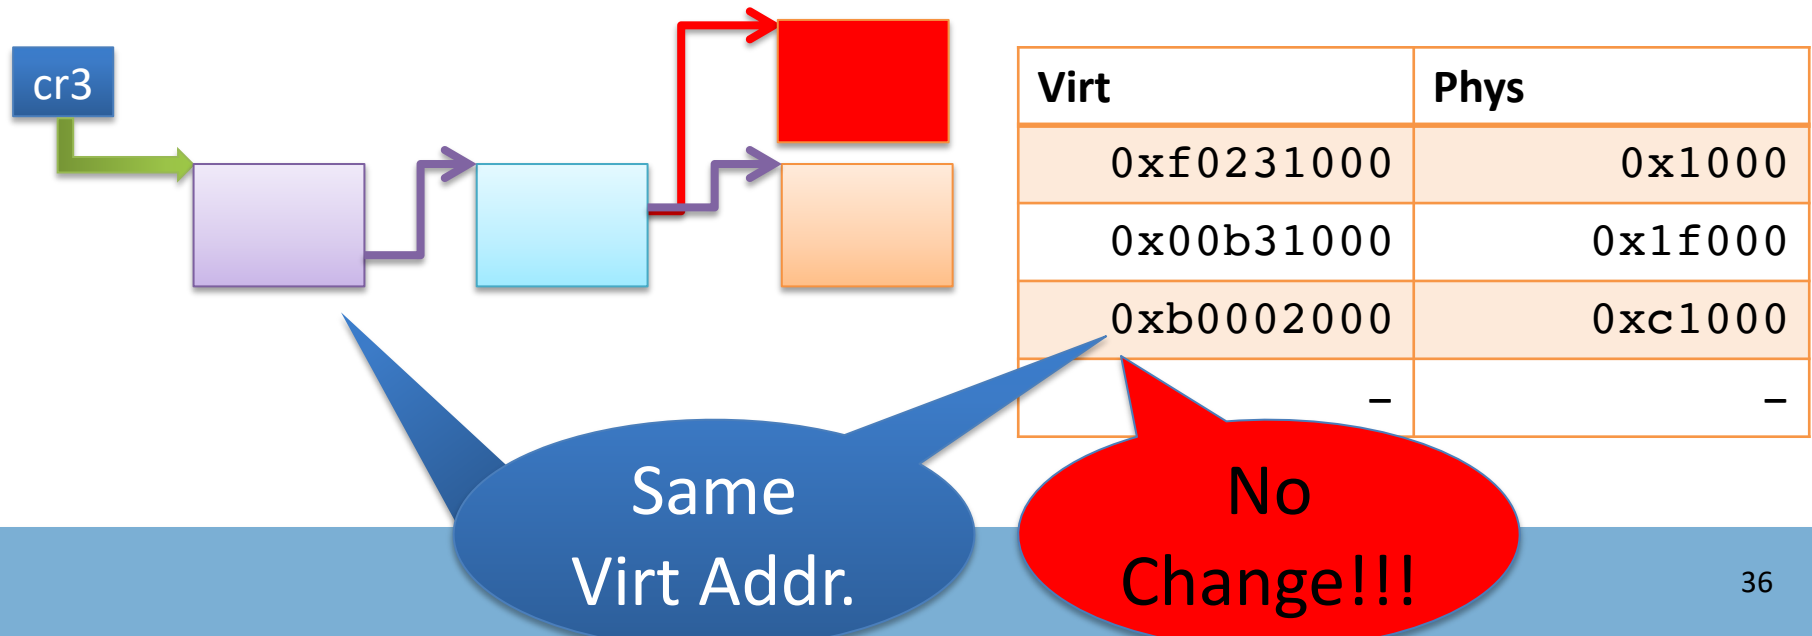 cr3
Virt Phys
0xf0231000 0x1000
0x00b31000 0x1f000
0xb0002000 0xc1000
– –
Same
Virt Addr.
No
Change!!!
36